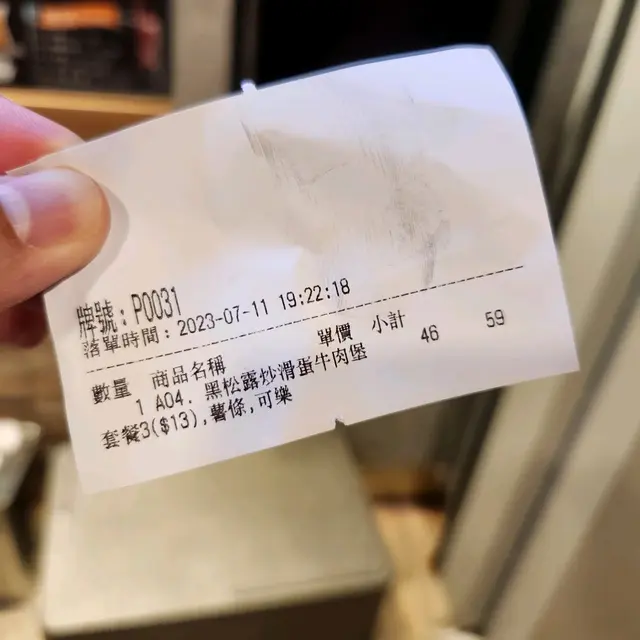 牌號：P0031
落單時間：2023-07-11 19:22:18
數量 商品名稱 單價 小計
1 A04. 黑松露炒滑蛋牛肉堡 46 59
套餐3($13),薯條,可樂